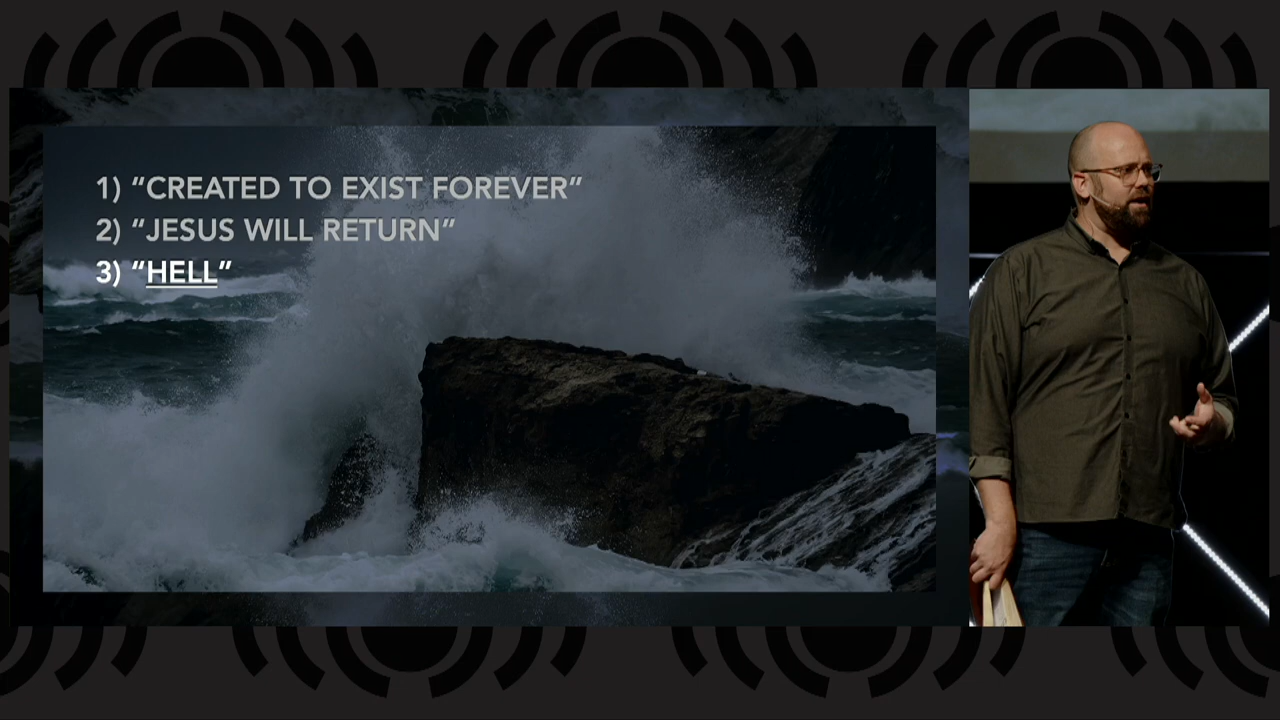 1) “CREATED TO EXIST FOREVER”
2) “JESUS WILL RETURN”
3) “HELL”